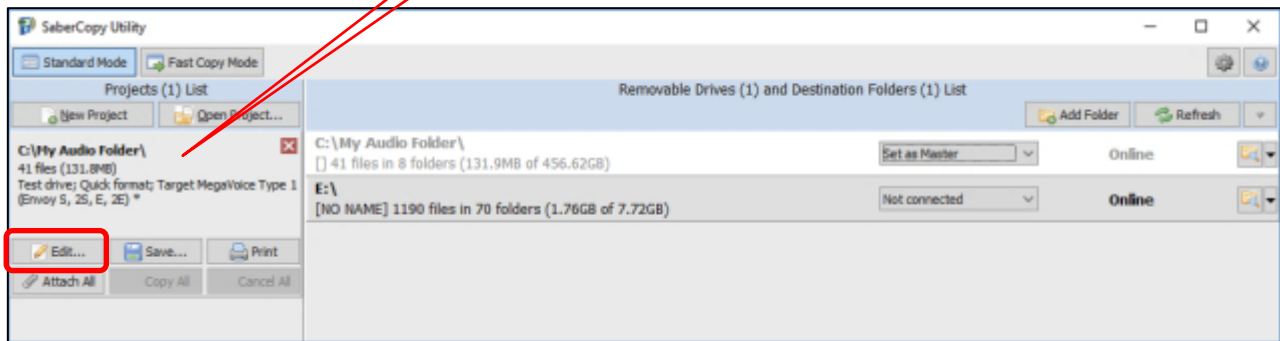 SaberCopy Utility
Standard Mode Fast Copy Mode
Projects (1) List Removable Drives (1) and Destination Folders (1) List
New Project Open Project... Add Folder Refresh
C:\My Audio Folder\
41 files (131.8MB)
Test drive; Quick format; Target MegaVoice Type 1
(Envoy S, 2S, E, 2E) *
C:\My Audio Folder\ Set as Master Online
[] 41 files in 8 folders (131.9MB of 456.62GB)
E:\ Not connected Online
[NO NAME] 1190 files in 70 folders (1.76GB of 7.72GB)
Edit... Save... Print
Attach All Copy All Cancel All